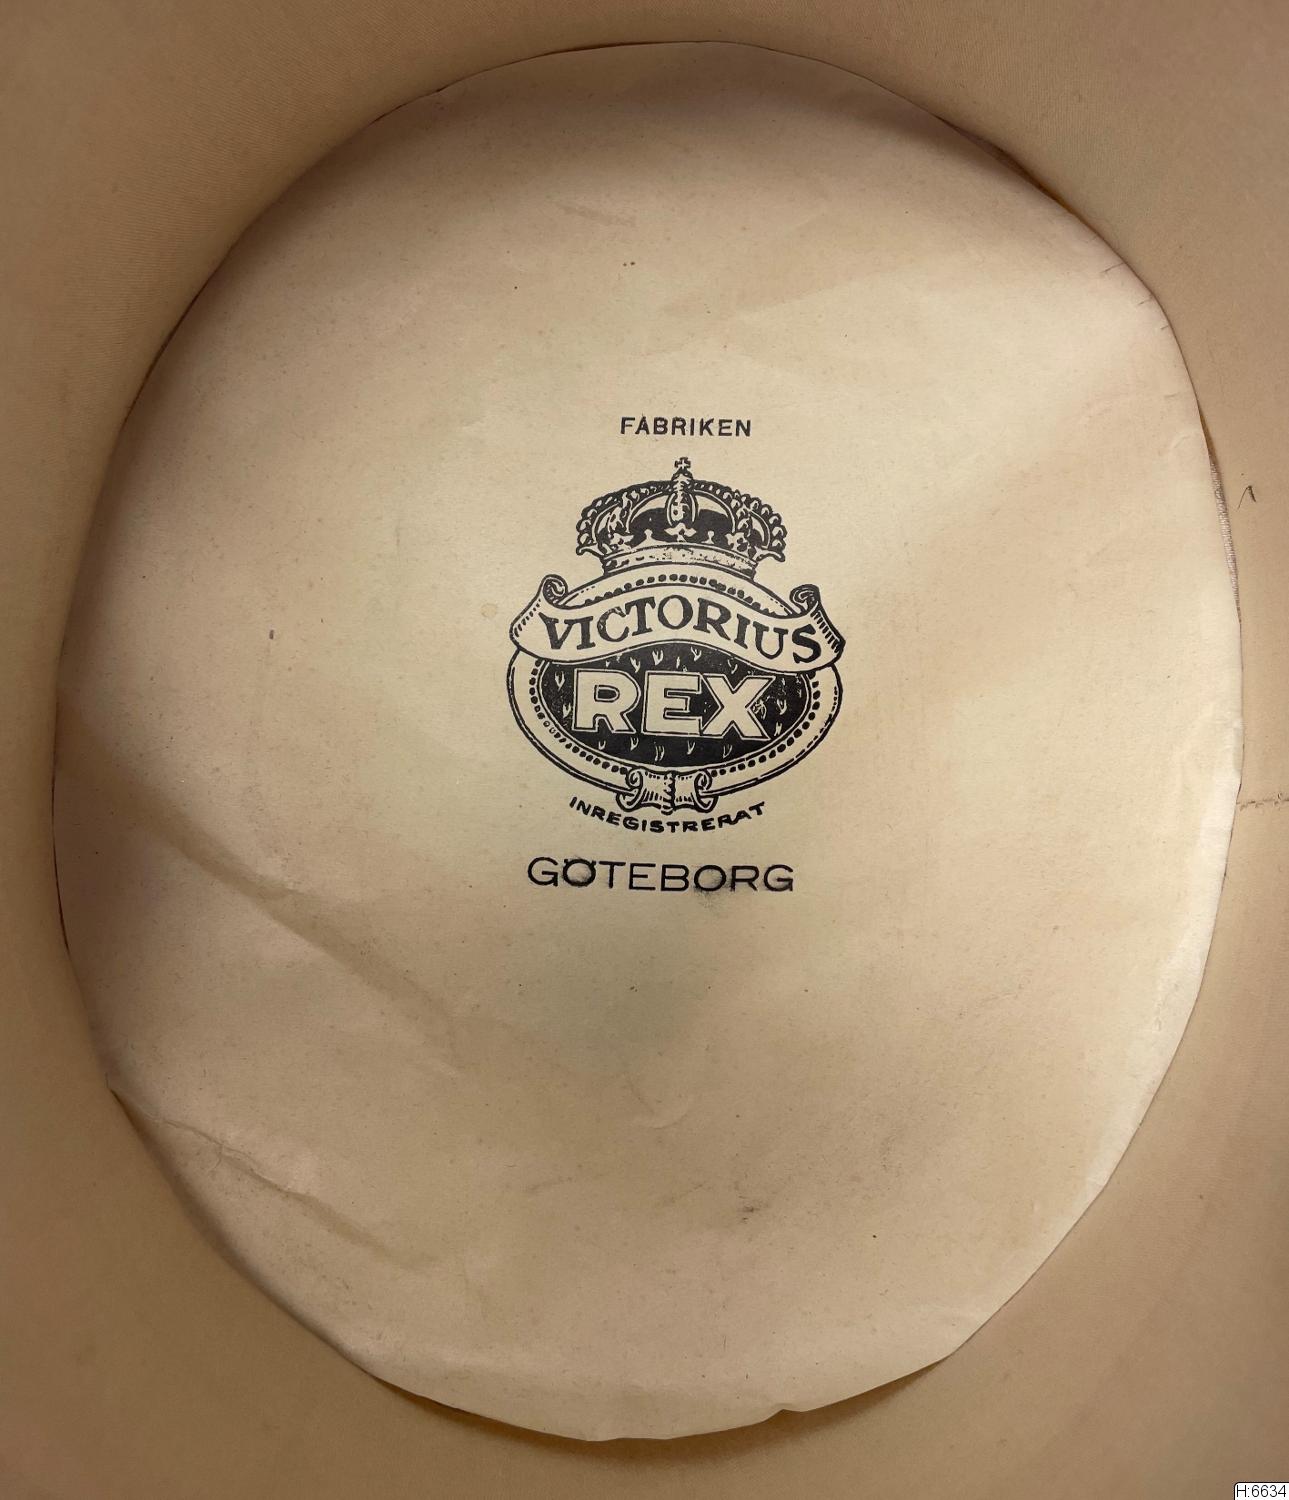 FABRIKEN
VICTORIUS
REX
INREGISTRERAT
GÖTEBORG
H:6634